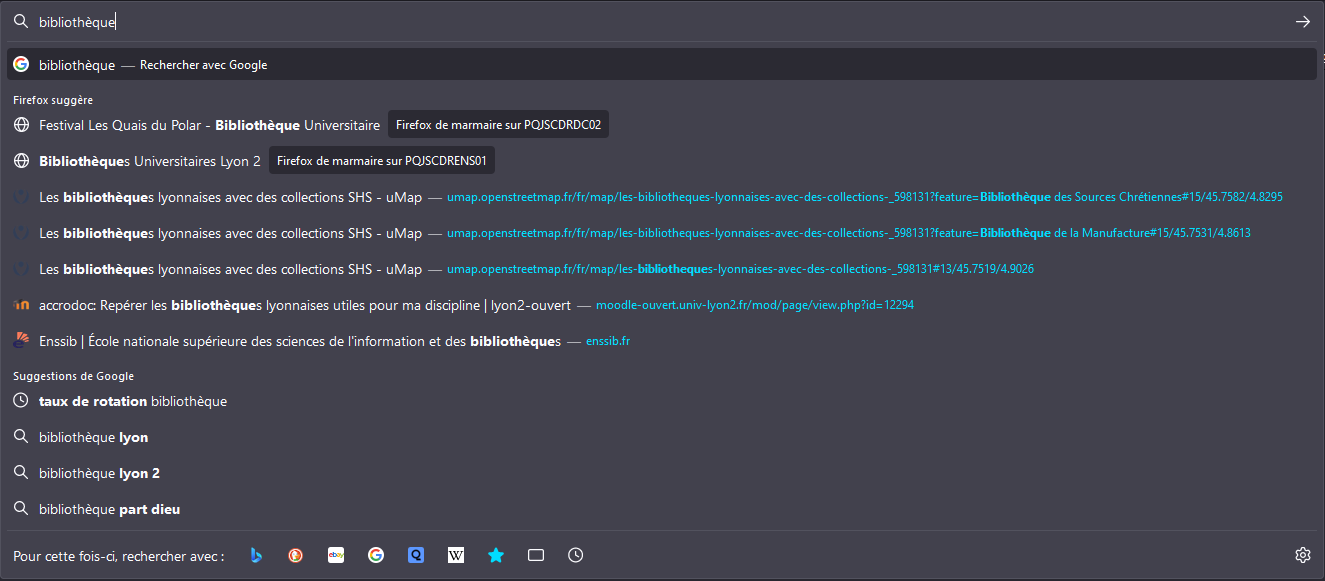 bibliothèque
bibliothèque — Rechercher avec Google
Firefox suggère
Festival Les Quais du Polar - Bibliothèque Universitaire Firefox de marmaire sur PQJSCDRDC02
Bibliothèques Universitaires Lyon 2 Firefox de marmaire sur PQJSCDRENS01
Les bibliothèques lyonnaises avec des collections SHS - uMap — umap.openstreetmap.fr/fr/map/les-bibliotheques-lyonnaises-avec-des-collections-_598131?feature=Bibliothèque des Sources Chrétiennes#15/45.7582/4.8295
Les bibliothèques lyonnaises avec des collections SHS - uMap — umap.openstreetmap.fr/fr/map/les-bibliotheques-lyonnaises-avec-des-collections-_598131?feature=Bibliothèque de la Manufacture#15/45.7531/4.8613
Les bibliothèques lyonnaises avec des collections SHS - uMap — umap.openstreetmap.fr/fr/map/les-bibliotheques-lyonnaises-avec-des-collections-_598131#13/45.7519/4.9026
accrodoc: Repérer les bibliothèques lyonnaises utiles pour ma discipline | lyon2-ouvert — moodle-ouvert.univ-lyon2.fr/mod/page/view.php?id=12294
Enssib | École nationale supérieure des sciences de l'information et des bibliothèques — enssib.fr
Suggestions de Google
taux de rotation bibliothèque
bibliothèque lyon
bibliothèque lyon 2
bibliothèque part dieu
Pour cette fois-ci, rechercher avec : ebay G Q W